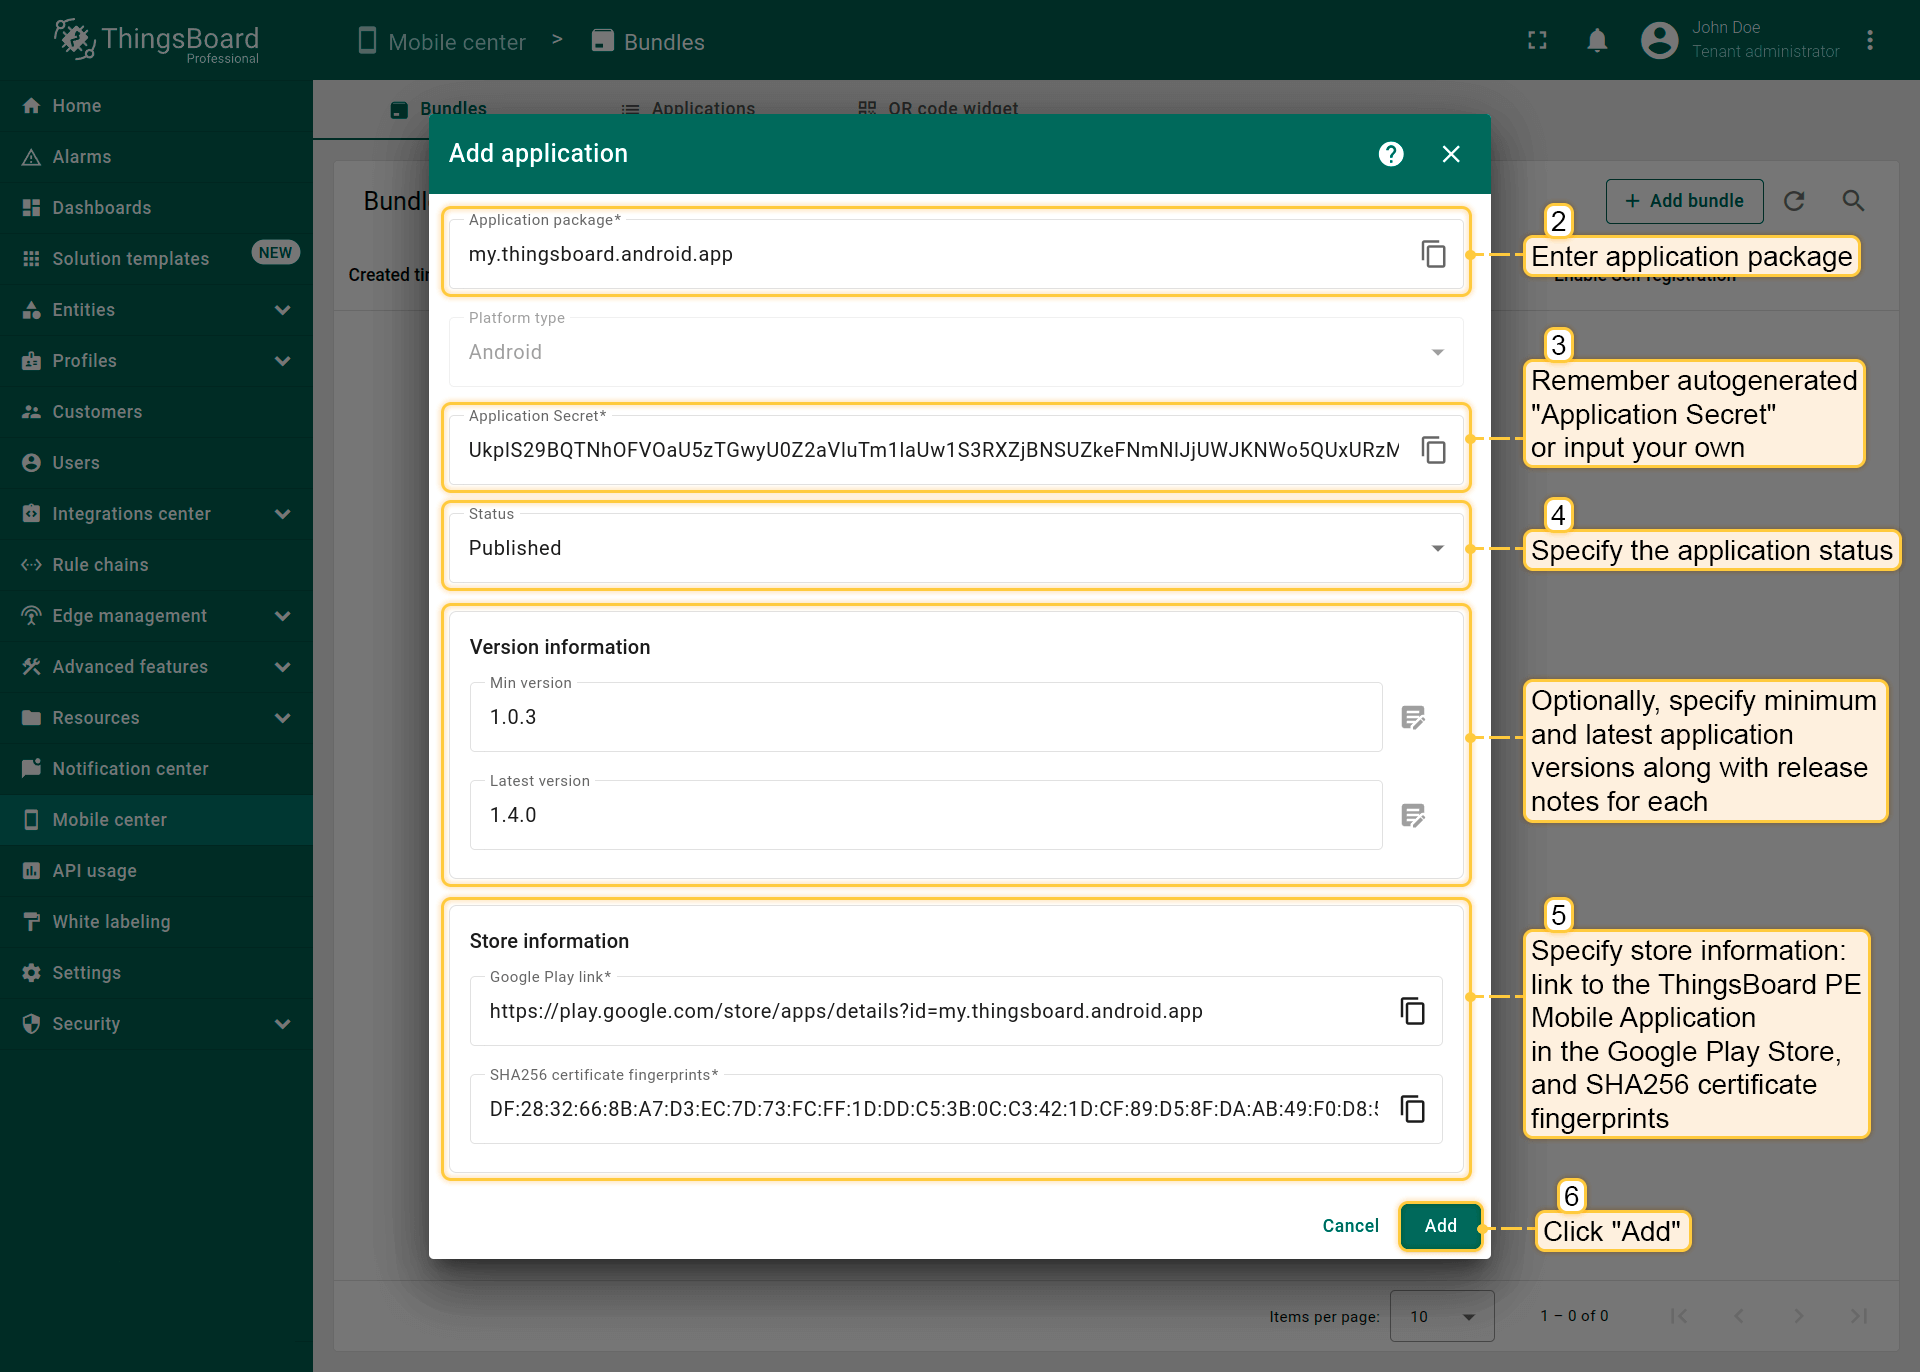 ThingsBoard
Professional
Mobile center > Bundles
John Doe
Tenant administrator
Home
Alarms
Dashboards
Solution templates NEW
Entities
Profiles
Customers
Users
Integrations center
Rule chains
Edge management
Advanced features
Resources
Notification center
Mobile center
API usage
White labeling
Settings
Security
Bundles
Applications
QR code widget
Add bundle
Add application
Application package*
my.thingsboard.android.app
Platform type
Android
Application Secret*
Status
Published
Version information
Min version
1.0.3
Latest version
1.4.0
Store information
Google Play link*
https://play.google.com/store/apps/details?id=my.thingsboard.android.app
SHA256 certificate fingerprints*
DF:28:32:66:8B:A7:D3:EC:7D:73:FC:FF:1D:DD:C5:3B:0C:C3:42:1D:CF:89:D5:8F:DA:AB:49:F0:D8:
Cancel
Add
2
Enter application package
3
Remember autogenerated
"Application Secret"
or input your own
4
Specify the application status
Optionally, specify minimum
and latest application
versions along with release
notes for each
5
Specify store information:
link to the ThingsBoard PE
Mobile Application
in the Google Play Store,
and SHA256 certificate
fingerprints
6
Click "Add"
Items per page: 10
1 – 0 of 0